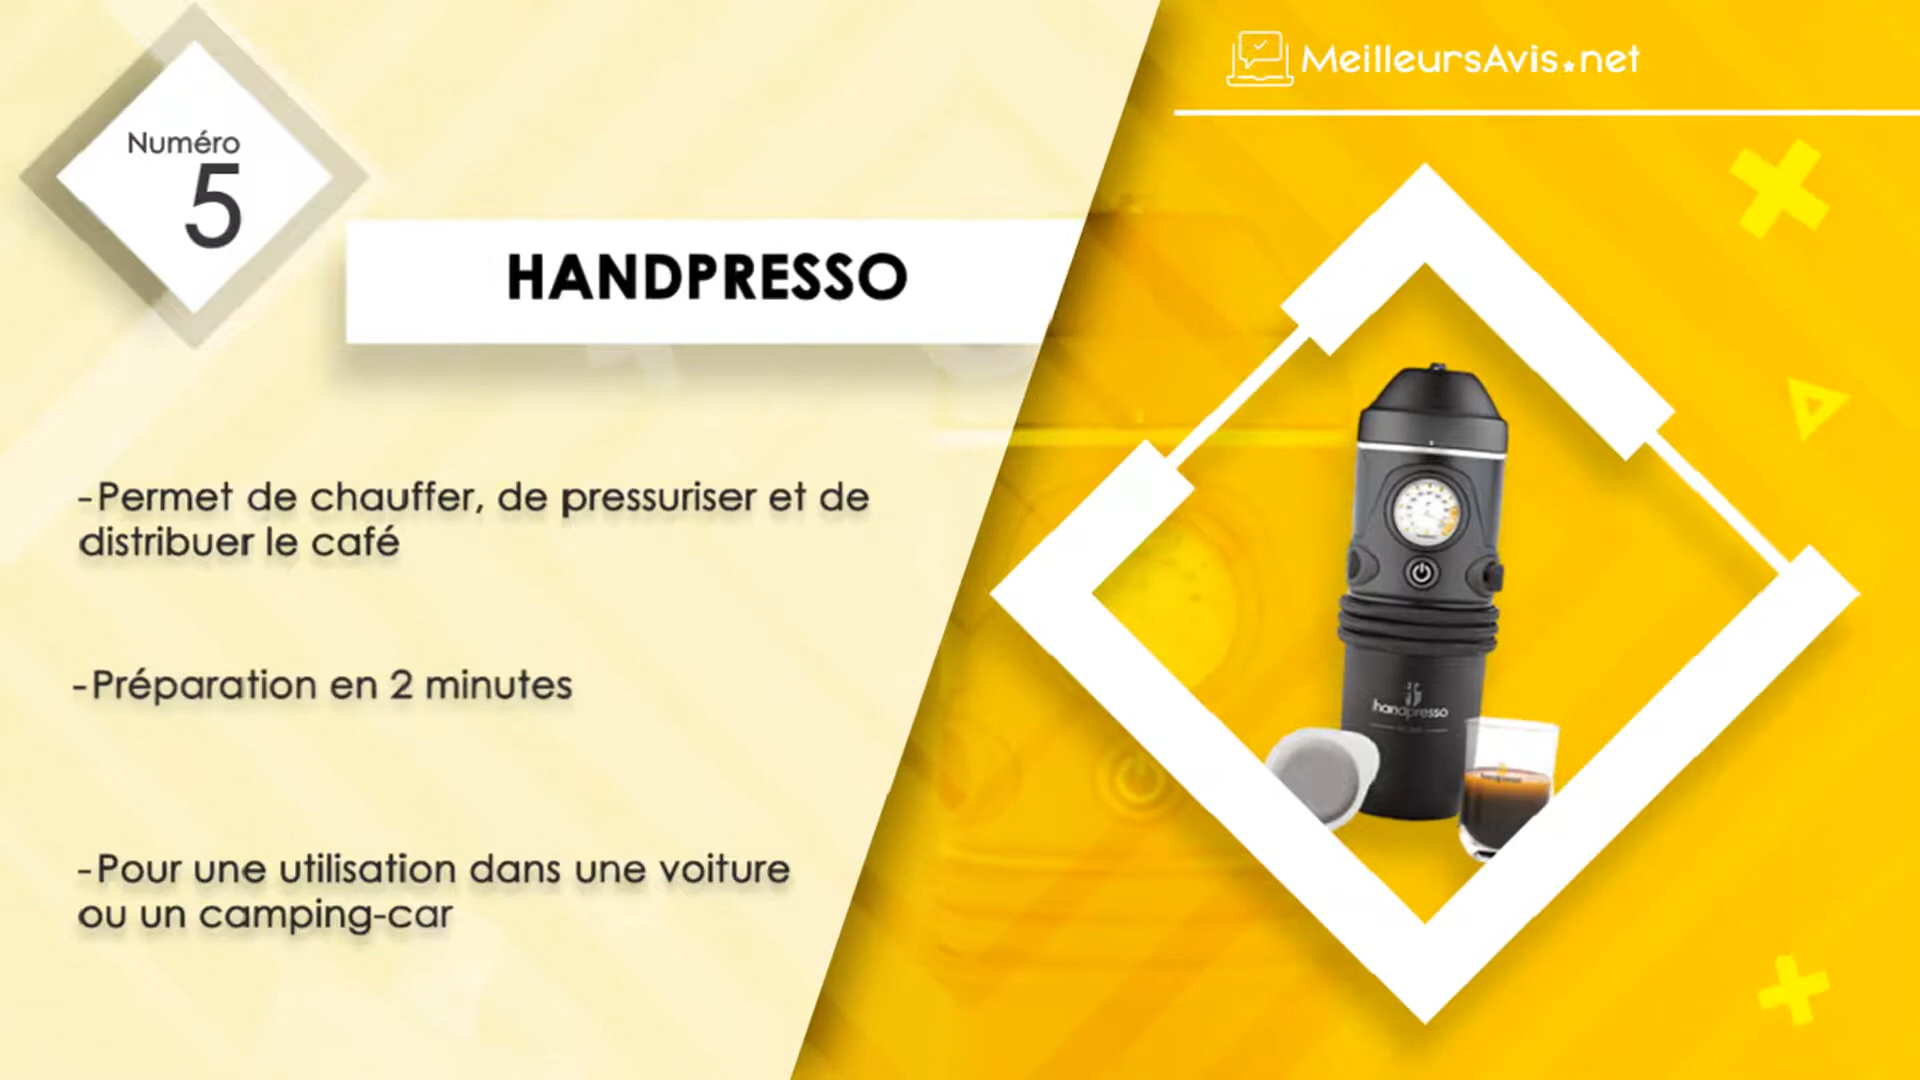 Numéro
5
HANDPRESSO
-Permet de chauffer, de pressuriser et de
distribuer le café
-Préparation en 2 minutes
-Pour une utilisation dans une voiture
ou un camping-car
MeilleursAvis.net
handpresso